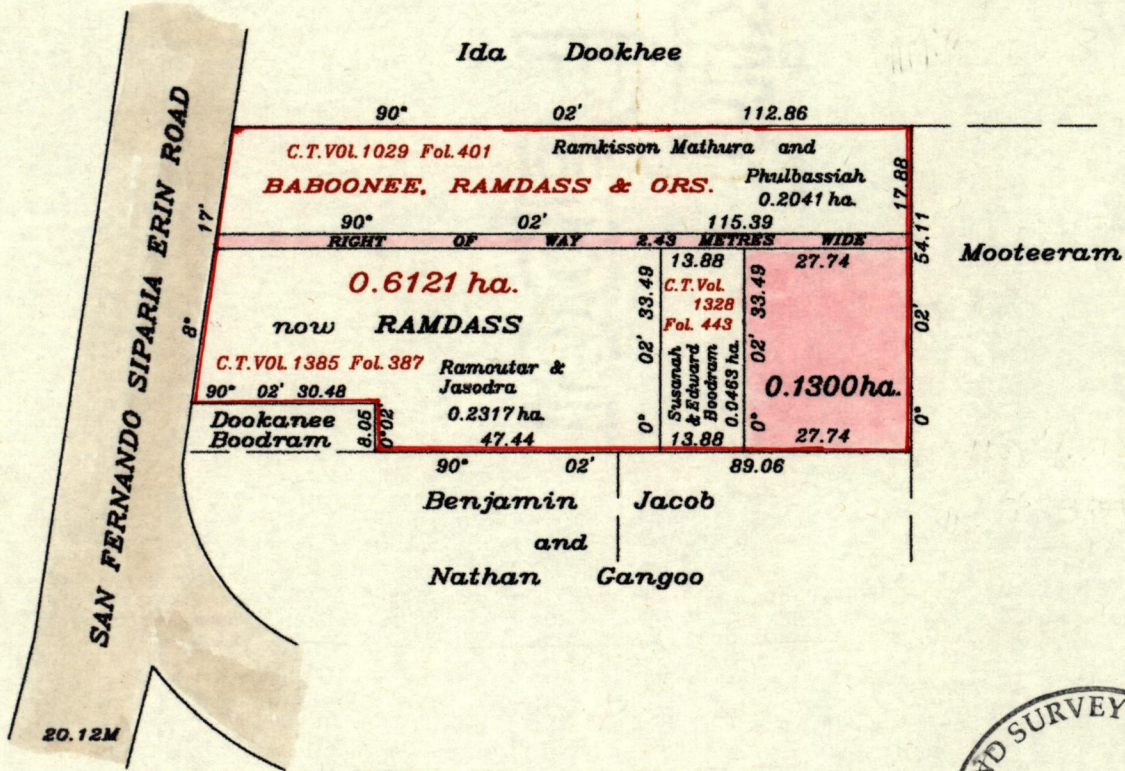 Ida Dookhee
90° 02' 112.86
C.T.VOL.1029 Fol.401 Ramkisson Mathura and
BABOONEE, RAMDASS & ORS. Phulbassiah
0.2041 ha.
17.88
54.11
Mooteeram
90° 02' 115.39
RIGHT OF WAY 2.43 METRES WIDE
17'
8°
SAN FERNANDO SIPARIA ERIN ROAD
20.12M
0.6121 ha.
now RAMDASS
C.T.VOL.1385 Fol.387 Ramoutar &
Jasodra
0.2317 ha.
47.44
90° 02' 30.48
Dookanee
Boodram
8.05
0°02
0° 02' 33.49
13.88
C.T.Vol.
1328
Fol. 443
Susanah
& Edward
Boodram
0.0463 ha.
13.88
0° 02' 33.49
27.74
0.1300ha.
27.74
0° 02'
90° 02' 89.06
Benjamin Jacob
and
Nathan Gangoo
ND SURVEY